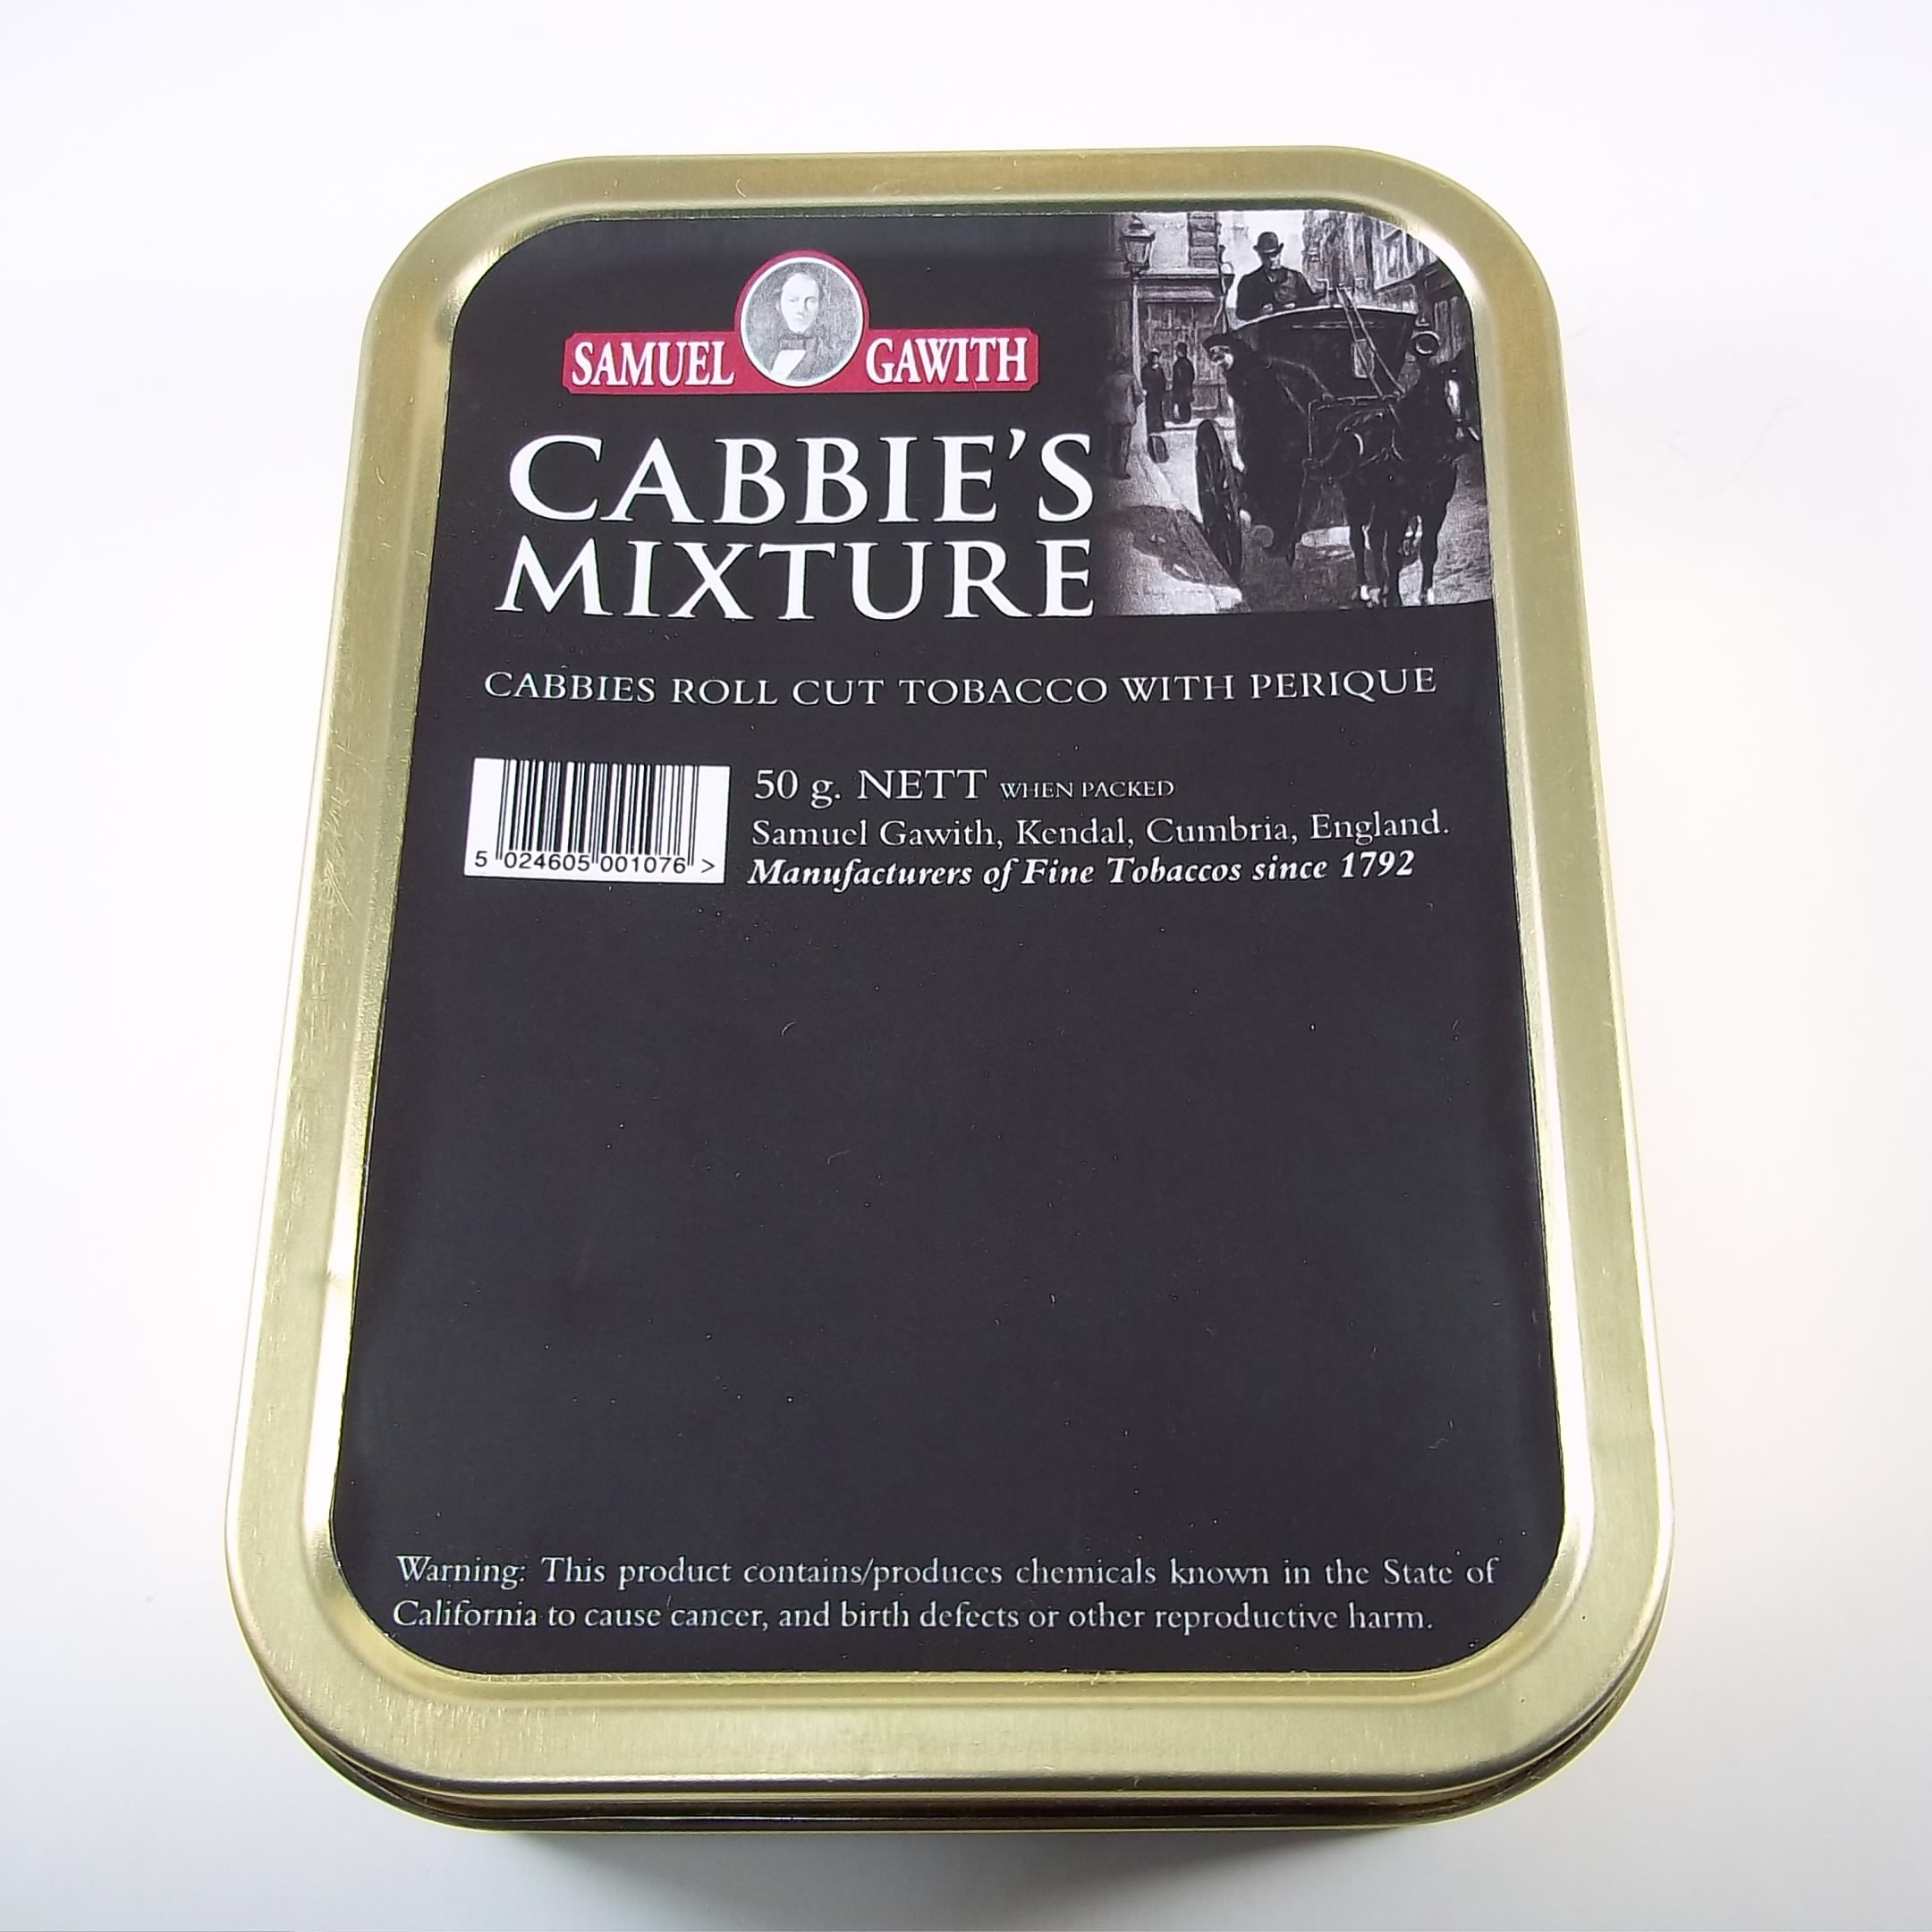 SAMUEL GAWITH
CABBIE'S
MIXTURE
CABBIES ROLL CUT TOBACCO WITH PERIQUE
5 024605 001076 >
50 g. NETT WHEN PACKED
Samuel Gawith, Kendal, Cumbria, England.
Manufacturers of Fine Tobaccos since 1792
Warning: This product contains/produces chemicals known in the State of
California to cause cancer, and birth defects or other reproductive harm.